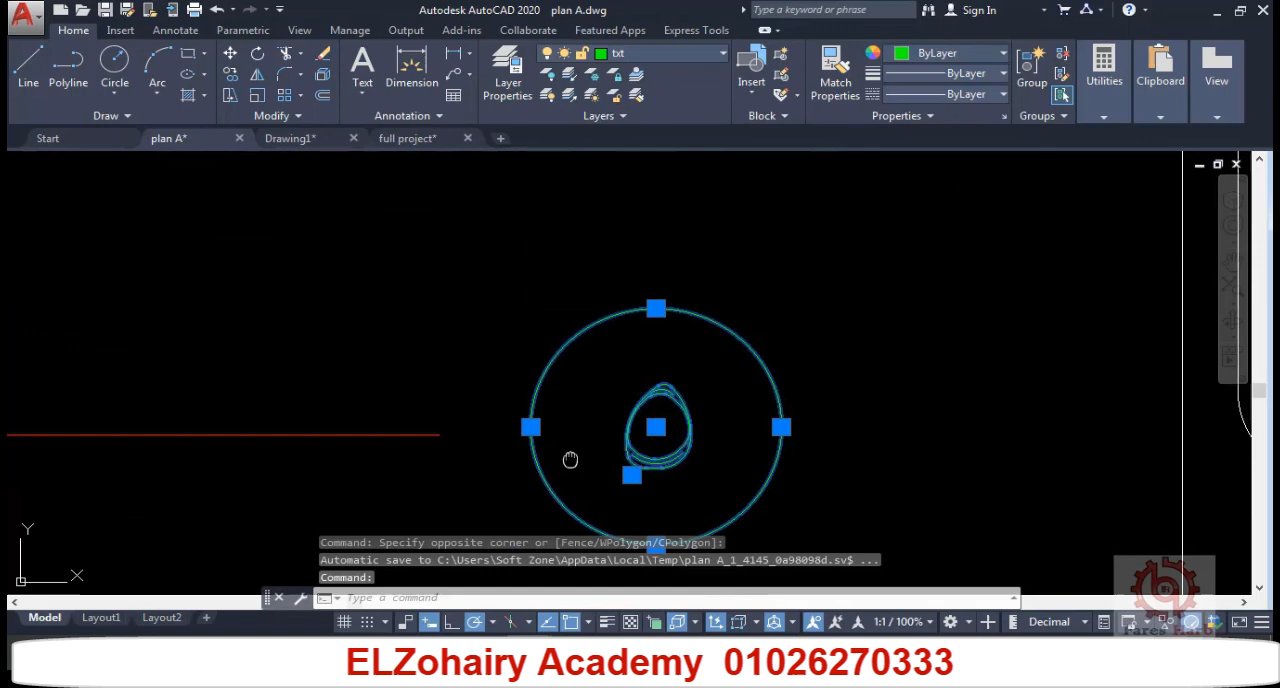 Autodesk AutoCAD 2020 plan A.dwg
Type a keyword or phrase
Sign In
Home Insert Annotate Parametric View Manage Output Add-ins Collaborate Featured Apps Express Tools
txt
ByLayer
ByLayer
ByLayer
Line Polyline Circle Arc
Text Dimension
Layer
Properties
Insert
Match
Properties
Group
Utilities Clipboard View
Draw Modify Annotation Layers Block Properties Groups
Start plan A* Drawing1* full project*
Y
X
Command: Specify opposite corner or [Fence/WPolygon/CPolygon]:
Automatic save to C:\Users\Soft Zone\AppData\Local\Temp\plan A_1_4145_0a98098d.sv$ ...
Command:
Type a command
Model Layout1 Layout2
1:1 / 100%
Decimal
ELZohairy Academy 01026270333